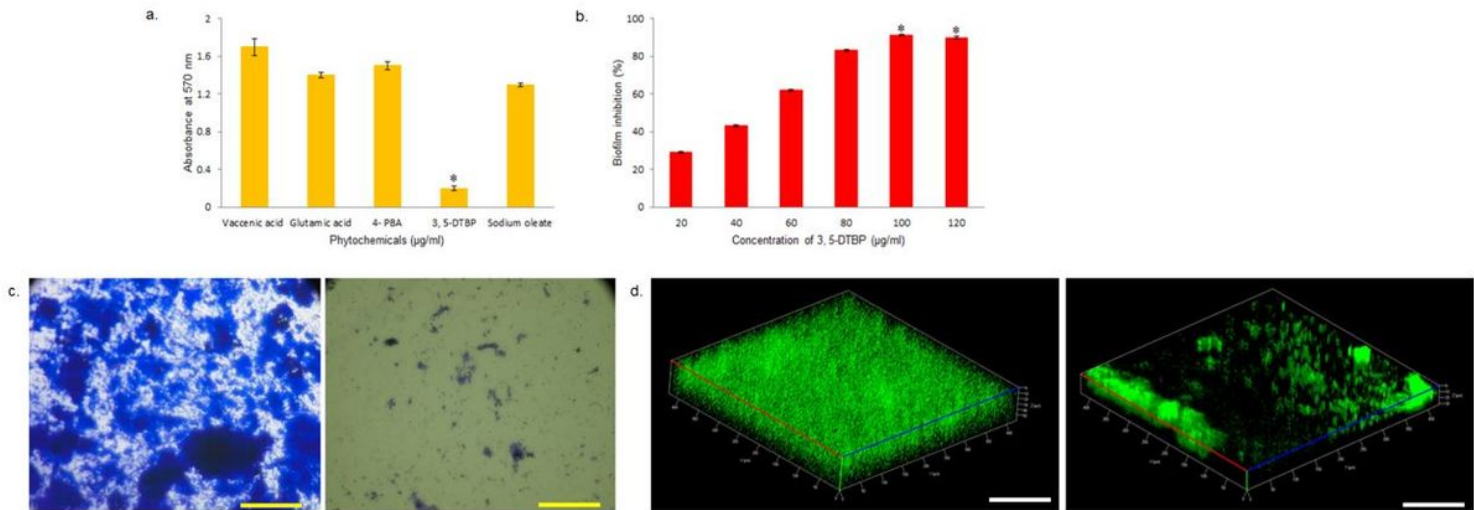 a.
2
1.6
1.2
0.8
0.4
0
Absorbance at 570 nm
*
Vaccenic acid Glutamic acid 4- PBA 3, 5-DTBP Sodium oleate
Phytochemicals (µg/ml)
b.
100
80
60
40
20
0
Biofilm inhibition (%)
* *
20 40 60 80 100 120
Concentration of 3, 5-DTBP (µg/ml)
c.
d.